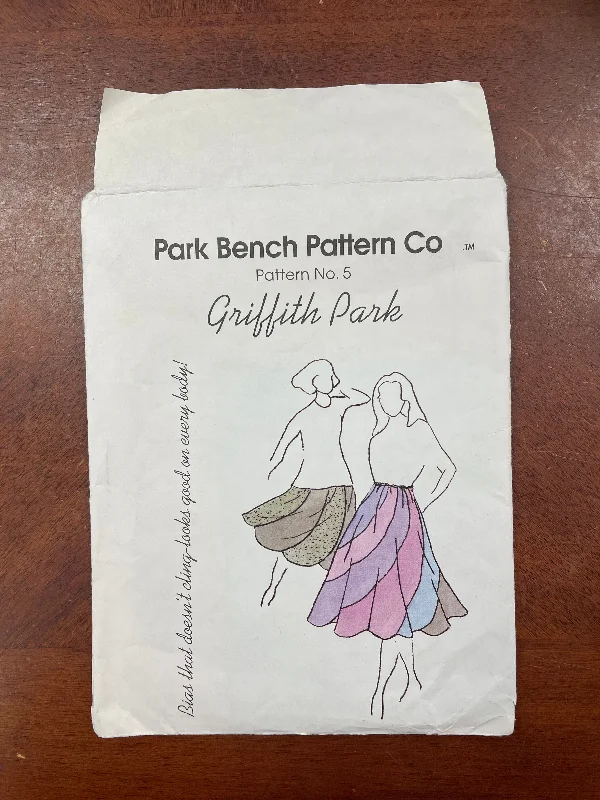 Park Bench Pattern Co .TM
Pattern No. 5
Griffith Park
Bias that doesn't cling-looks good on every body!